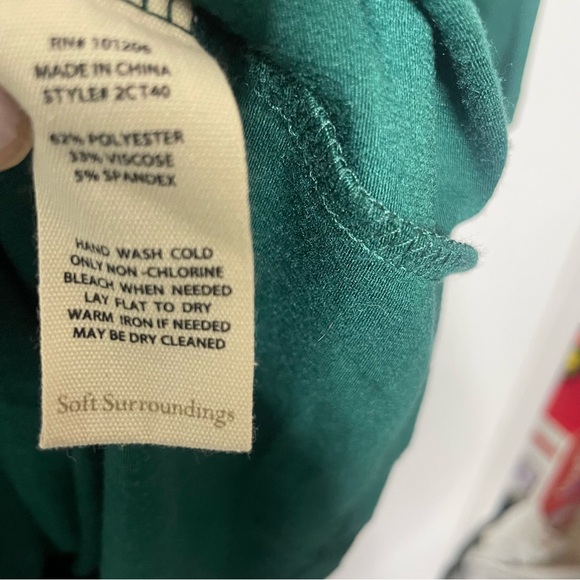 RN# 101206
MADE IN CHINA
STYLE# 2CT40
62% POLYESTER
33% VISCOSE
5% SPANDEX
HAND WASH COLD
ONLY NON -CHLORINE
BLEACH WHEN NEEDED
LAY FLAT TO DRY
WARM IRON IF NEEDED
MAY BE DRY CLEANED
Soft Surroundings